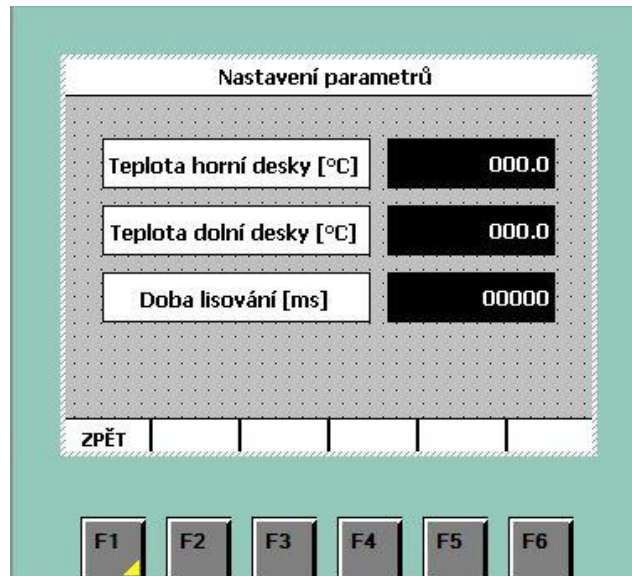 Nastavení parametrů
Teplota horní desky [°C] 000.0
Teplota dolní desky [°C] 000.0
Doba lisování [ms] 00000
ZPĚT
F1 F2 F3 F4 F5 F6